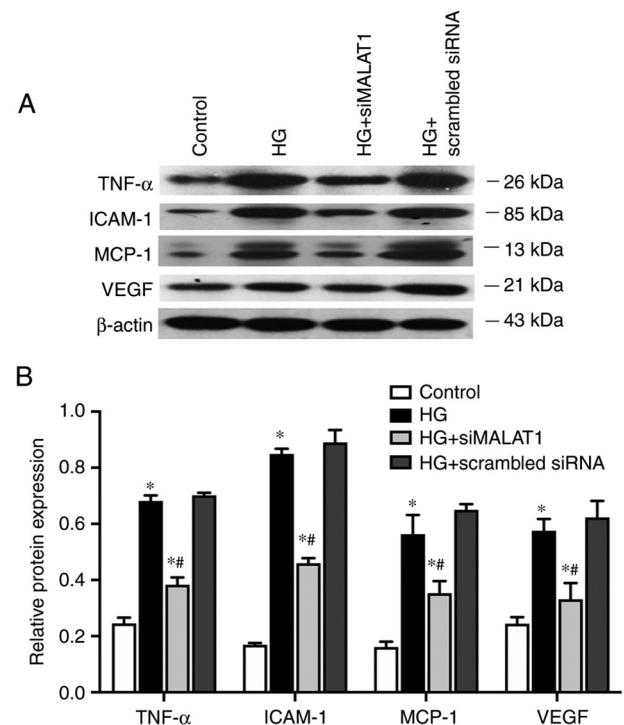 A
Control
HG
HG+siMALAT1
HG+
scrambled siRNA
TNF-α
26 kDa
ICAM-1
85 kDa
MCP-1
13 kDa
VEGF
21 kDa
β-actin
43 kDa
B
Control
HG
HG+siMALAT1
HG+scrambled siRNA
Relative protein expression
1.0
0.8
0.6
0.4
0.2
0.0
*
*#
*
*#
*
*#
*
*#
TNF-α ICAM-1 MCP-1 VEGF